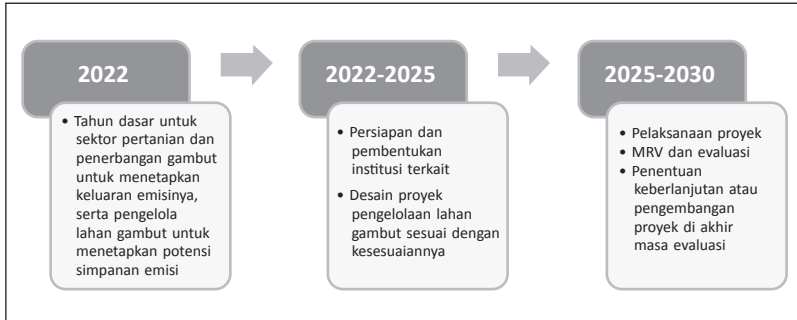 2022
• Tahun dasar untuk
sektor pertanian dan
penerbangan gambut
untuk menetapkan
keluaran emisinya,
serta pengelola
lahan gambut untuk
menetapkan potensi
simpanan emisi
2022-2025
• Persiapan dan
pembentukan
institusi terkait
• Desain proyek
pengelolaan lahan
gambut sesuai dengan
kesesuaiannya
2025-2030
• Pelaksanaan proyek
• MRV dan evaluasi
• Penentuan
keberlanjutan atau
pengembangan
proyek di akhir
masa evaluasi